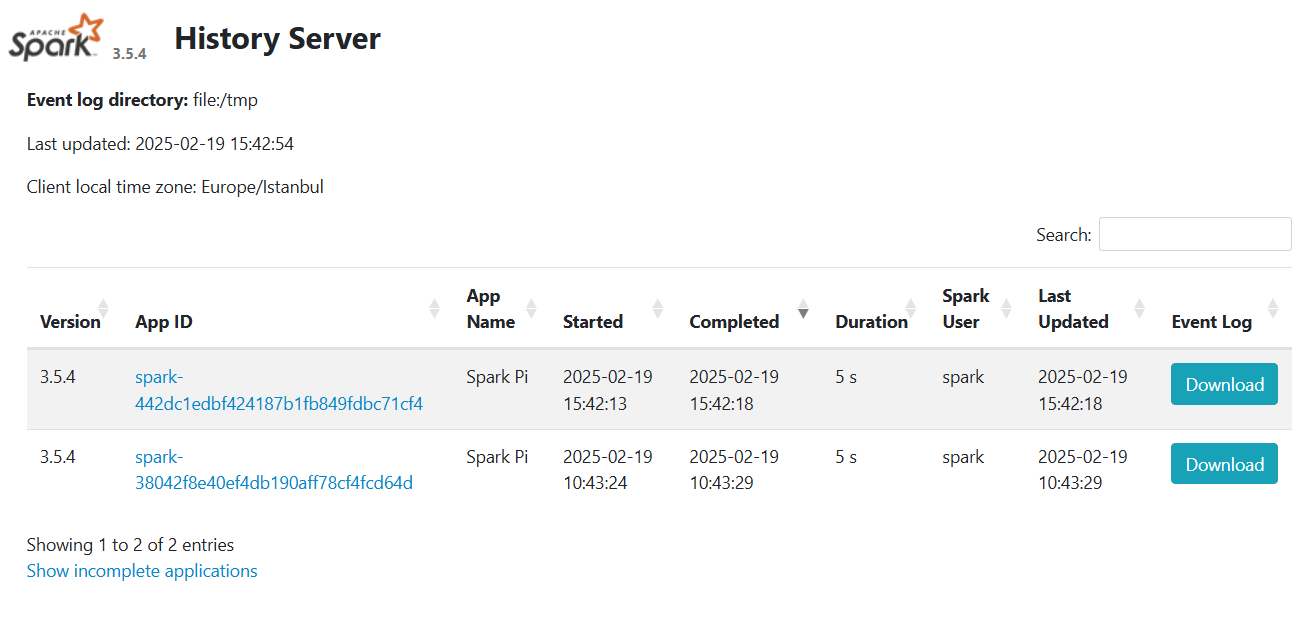 APACHE
Spark™ 3.5.4 History Server
Event log directory: file:/tmp
Last updated: 2025-02-19 15:42:54
Client local time zone: Europe/Istanbul
Search:
Version App ID App Name Started Completed Duration Spark User Last Updated Event Log
3.5.4 spark- Spark Pi 2025-02-19 2025-02-19 5 s spark 2025-02-19 Download
442dc1edbf424187b1fb849fdbc71cf4 15:42:13 15:42:18 15:42:18
3.5.4 spark- Spark Pi 2025-02-19 2025-02-19 5 s spark 2025-02-19 Download
38042f8e40ef4db190aff78cf4fcd64d 10:43:24 10:43:29 10:43:29
Showing 1 to 2 of 2 entries
Show incomplete applications